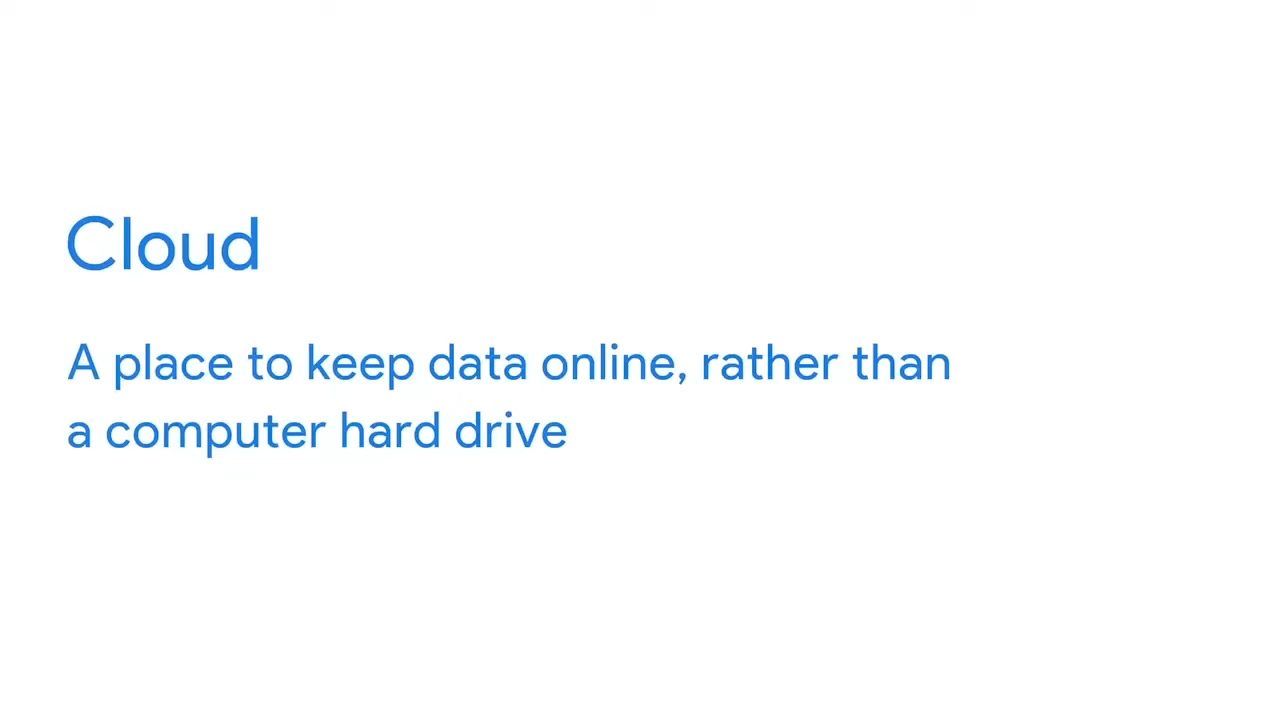 Cloud
A place to keep data online, rather than
a computer hard drive